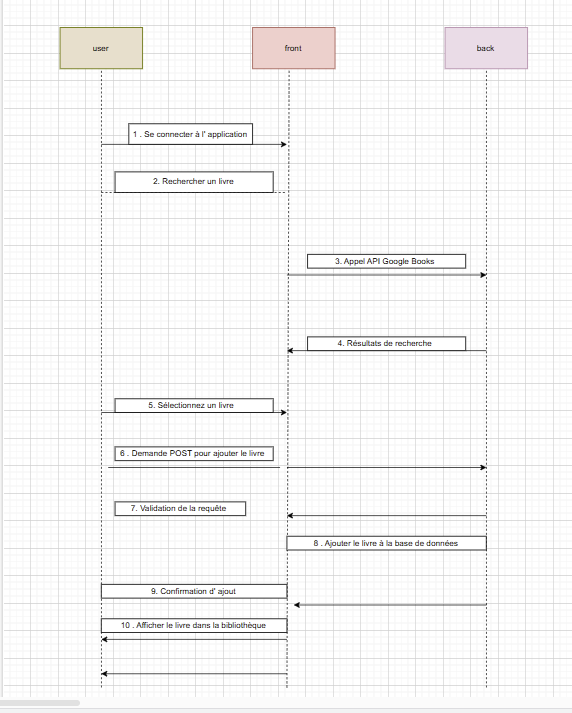 user
front
back
1 . Se connecter à l' application
2. Rechercher un livre
3. Appel API Google Books
4. Résultats de recherche
5. Sélectionnez un livre
6 . Demande POST pour ajouter le livre
7. Validation de la requête
8 . Ajouter le livre à la base de données
9. Confirmation d' ajout
10 . Afficher le livre dans la bibliothèque